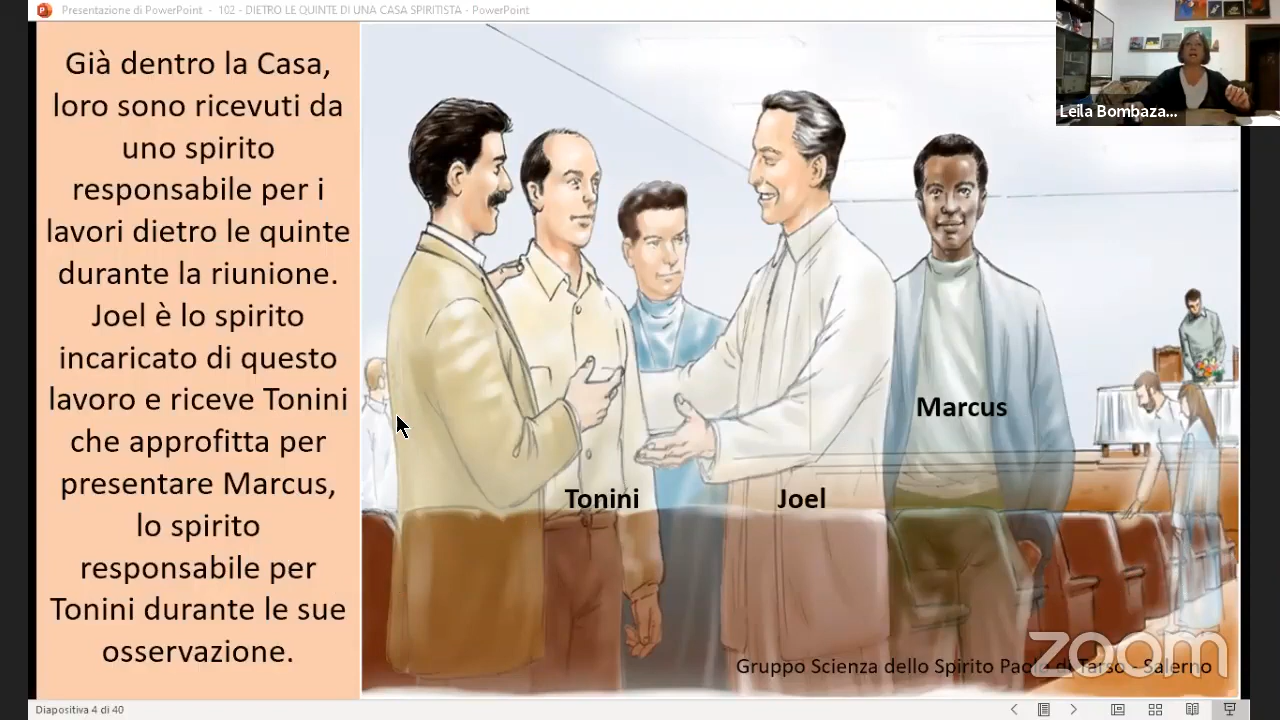 Presentazione di PowerPoint - 102 - DIETRO LE QUINTE DI UNA CASA SPIRITISTA - PowerPoint
Leila Bombaza...
Già dentro la Casa,
loro sono ricevuti da
uno spirito
responsabile per i
lavori dietro le quinte
durante la riunione.
Joel è lo spirito
incaricato di questo
lavoro e riceve Tonini
che approfitta per
presentare Marcus,
lo spirito
responsabile per
Tonini durante le sue
osservazione.
Marcus
Tonini
Joel
Gruppo Scienza dello Spirito Paolo di Tarso - Salerno
zoom
Diapositiva 4 di 40